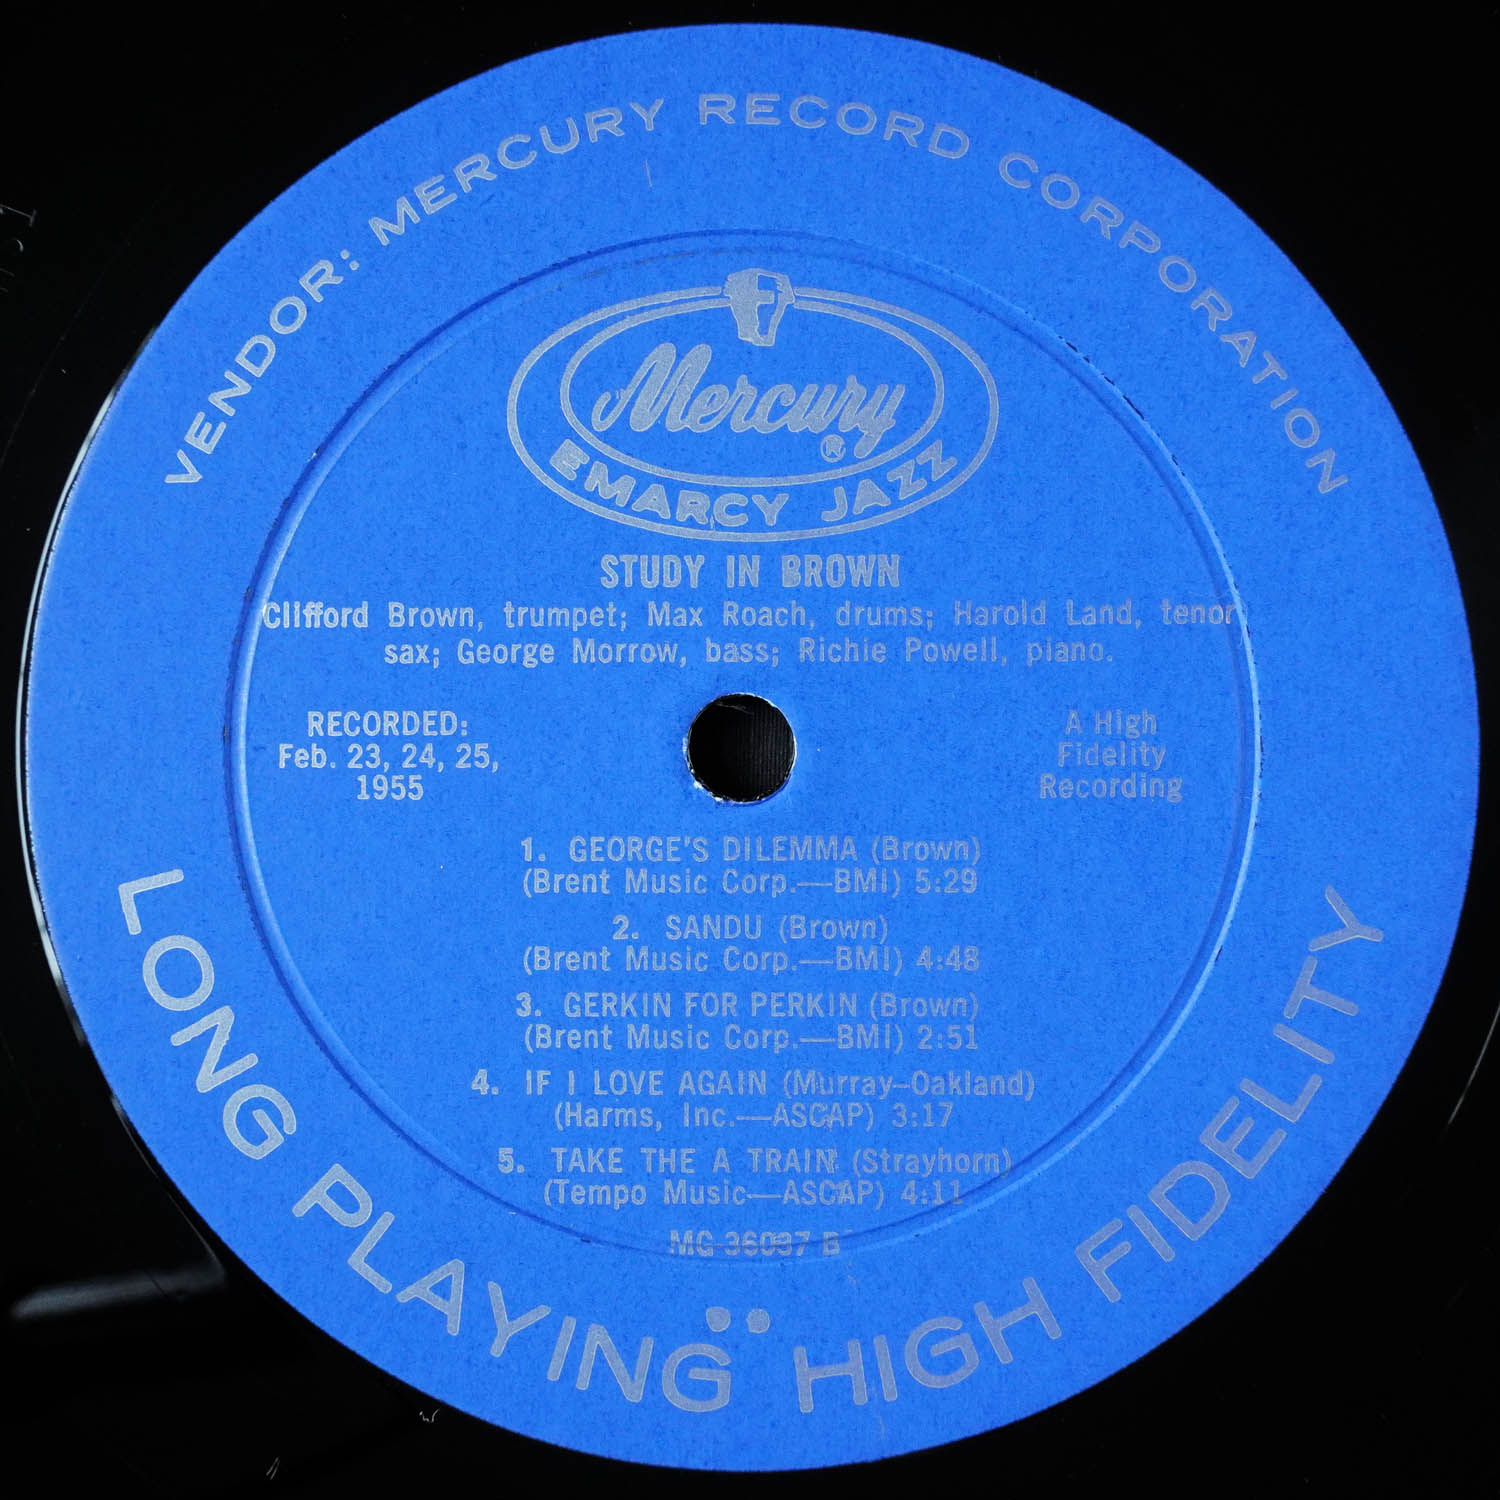 VENDOR: MERCURY RECORD CORPORATION
Mercury
®
EMARCY JAZZ
STUDY IN BROWN
Clifford Brown, trumpet; Max Roach, drums; Harold Land, tenor
sax; George Morrow, bass; Richie Powell, piano.
RECORDED:
Feb. 23, 24, 25,
1955
A High
Fidelity
Recording
1. GEORGE'S DILEMMA (Brown)
(Brent Music Corp.—BMI) 5:29
2. SANDU (Brown)
(Brent Music Corp.—BMI) 4:48
3. GERKIN FOR PERKIN (Brown)
(Brent Music Corp.—BMI) 2:51
4. IF I LOVE AGAIN (Murray–Oakland)
(Harms, Inc.—ASCAP) 3:17
5. TAKE THE A TRAIN (Strayhorn)
(Tempo Music—ASCAP) 4:11
MG 36037 B
LONG PLAYING HIGH FIDELITY